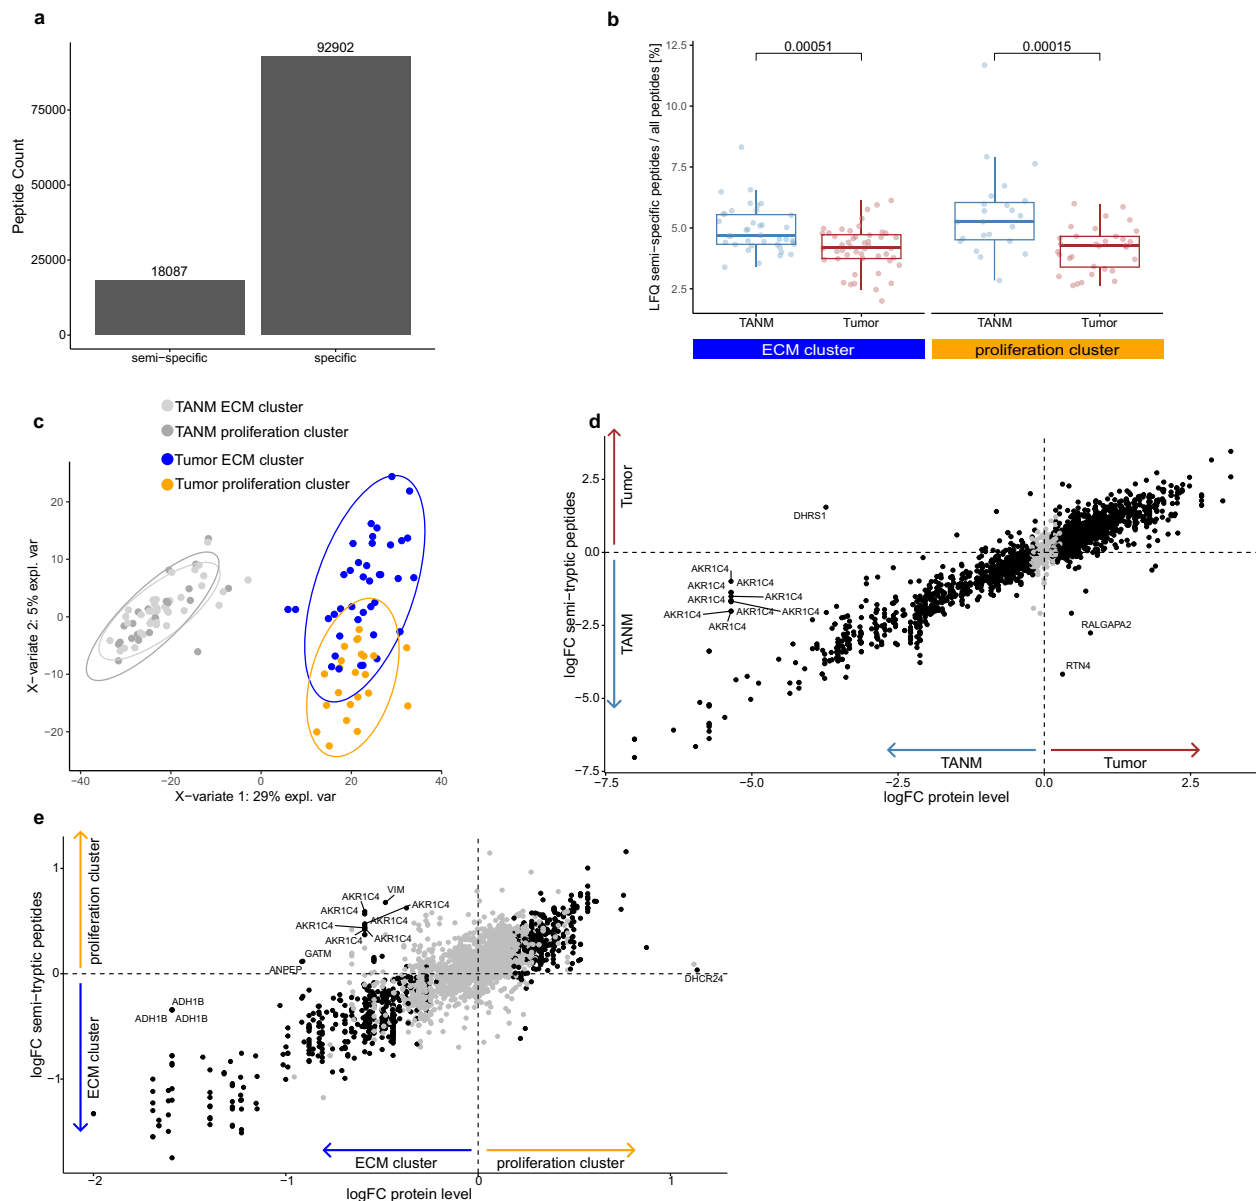 a
92902
18087
75000
50000
25000
0
Peptide Count
semi−specific
specific
b
0.00051
0.00015
12.5
10.0
7.5
5.0
2.5
LFQ semi−specific peptides / all peptides [%]
TANM
Tumor
TANM
Tumor
ECM cluster
proliferation cluster
c
TANM ECM cluster
TANM proliferation cluster
Tumor ECM cluster
Tumor proliferation cluster
20
10
0
−10
−20
X−variate 2: 5% expl. var
−40
−20
0
20
40
X−variate 1: 29% expl. var
d
Tumor
TANM
logFC semi−tryptic peptides
2.5
0.0
−2.5
−5.0
−7.5
DHRS1
AKR1C4
AKR1C4 AKR1C4
AKR1C4 AKR1C4
AKR1C4 AKR1C4 AKR1C4
AKR1C4
RALGAPA2
RTN4
TANM
Tumor
−7.5
−5.0
−2.5
0.0
2.5
logFC protein level
e
proliferation cluster
ECM cluster
logFC semi−tryptic peptides
1
0
−1
VIM
AKR1C4
AKR1C4 AKR1C4
AKR1C4 AKR1C4
AKR1C4 AKR1C4
GATM
ANPEP
DHCR24
ADH1B
ADH1B ADH1B
ECM cluster
proliferation cluster
−2
−1
0
1
logFC protein level